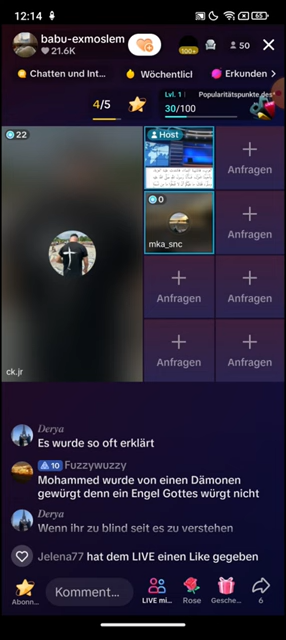 12:14
65
babu-exmoslem
21.6K
100+
50
Chatten und Int...
Wöchentlicl
Erkunden
4/5
Lvl. 1
Popularitätspunkte des
30/100
22
Host
Anfragen
0
mka_snc
Anfragen
Anfragen
Anfragen
Anfragen
Anfragen
ck.jr
Derya
Es wurde so oft erklärt
10 Fuzzywuzzy
Mohammed wurde von einen Dämonen
gewürgt denn ein Engel Gottes würgt nicht
Derya
Wenn ihr zu blind seit es zu verstehen
Jelena77 hat dem LIVE einen Like gegeben
Abonn...
Komment...
LIVE mi...
Rose
Gesche...
6